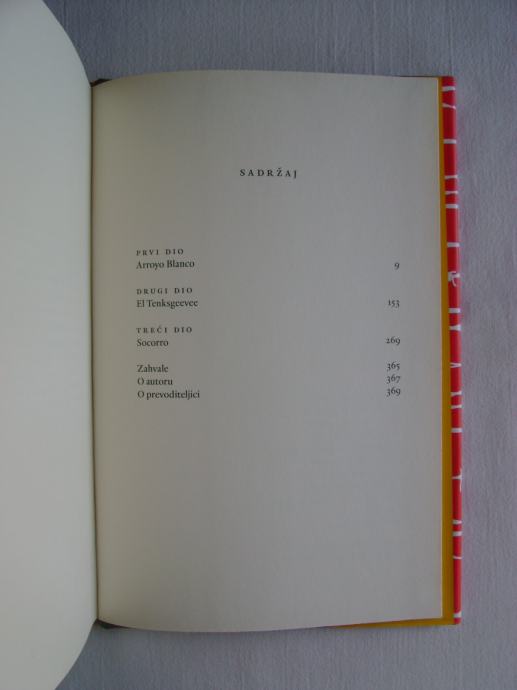 SADRŽAJ
PRVI DIO
Arroyo Blanco 9
DRUGI DIO
El Tenksgeevee 153
TREĆI DIO
Socorro 269
Zahvale 365
O autoru 367
O prevoditeljici 369